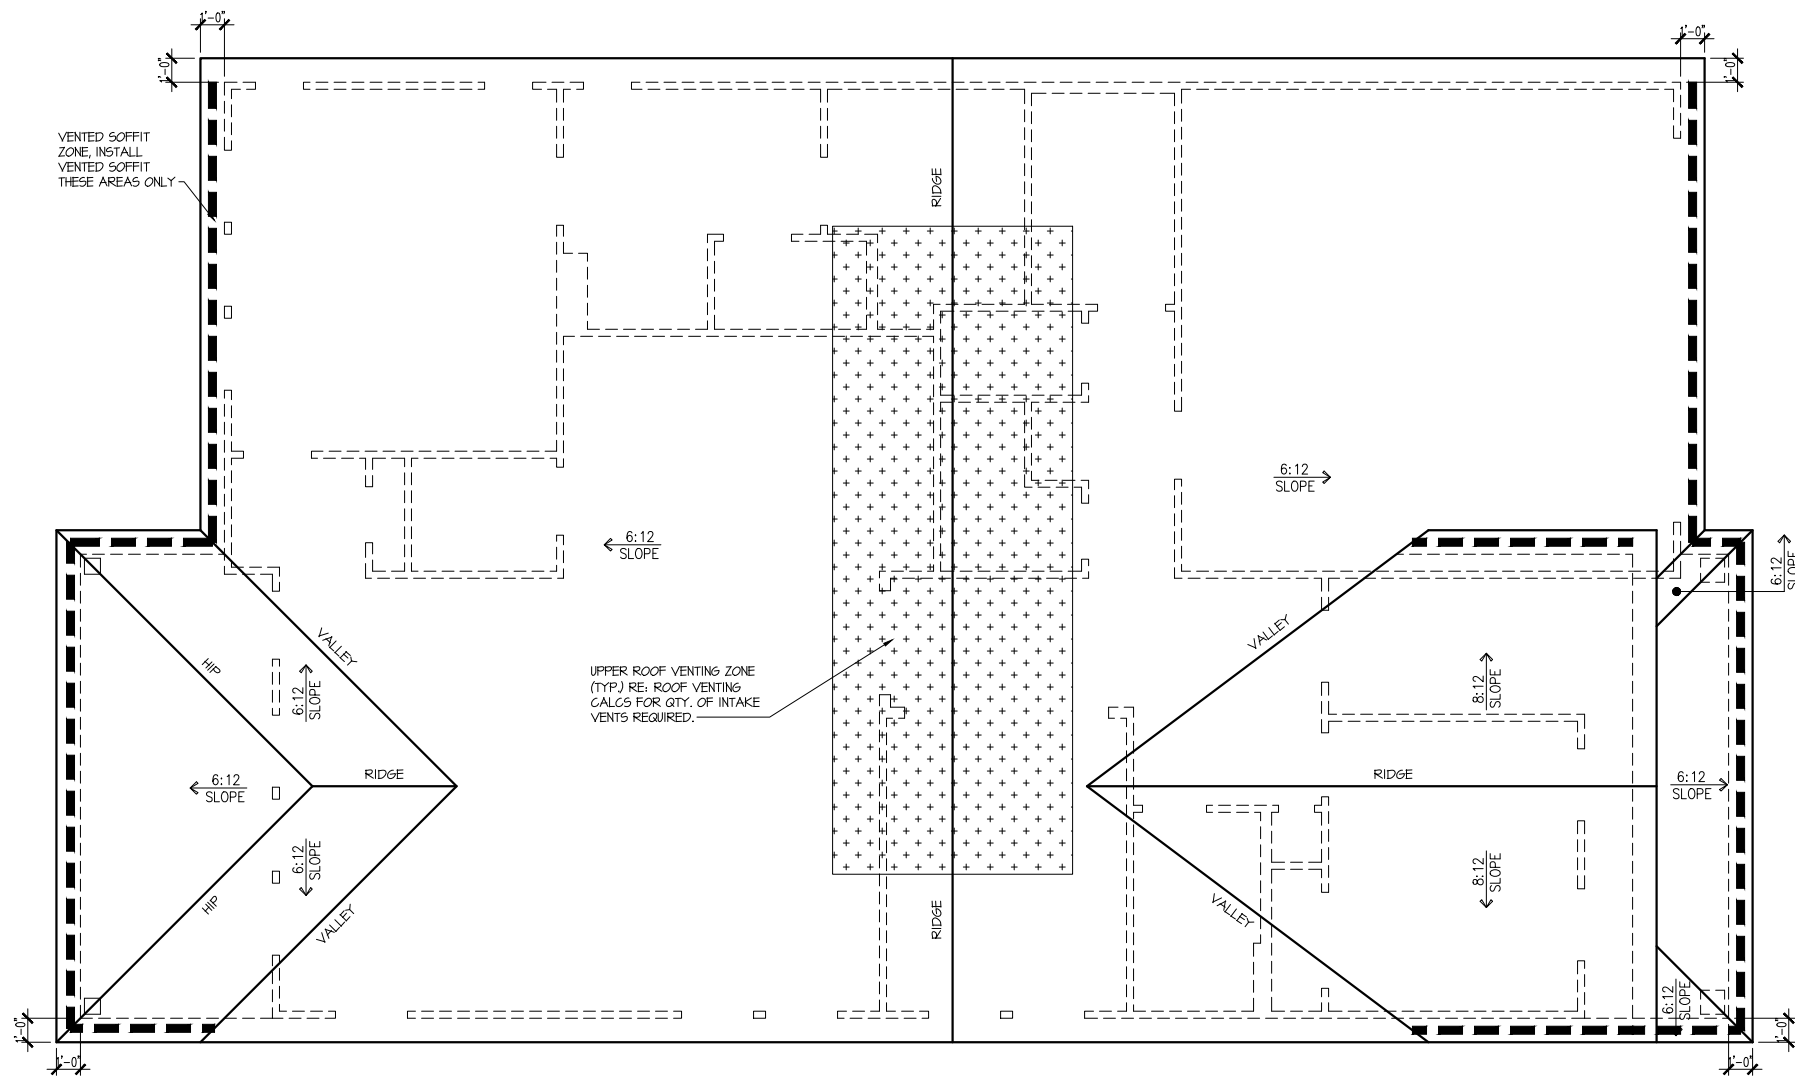 1'-0"
1'-0"
1'-0"
1'-0"
VENTED SOFFIT
ZONE, INSTALL
VENTED SOFFIT
THESE AREAS ONLY
RIDGE
6:12
SLOPE
6:12
SLOPE
6:12
SLOPE
VALLEY
VALLEY
HIP
6:12
SLOPE
8:12
SLOPE
UPPER ROOF VENTING ZONE
(TYP.) RE: ROOF VENTING
CALCS FOR QTY. OF INTAKE
VENTS REQUIRED.
RIDGE
RIDGE
6:12
SLOPE
6:12
SLOPE
6:12
SLOPE
8:12
SLOPE
HIP
VALLEY
RIDGE
VALLEY
6:12
SLOPE
1'-0"
1'-0"
1'-0"
1'-0"